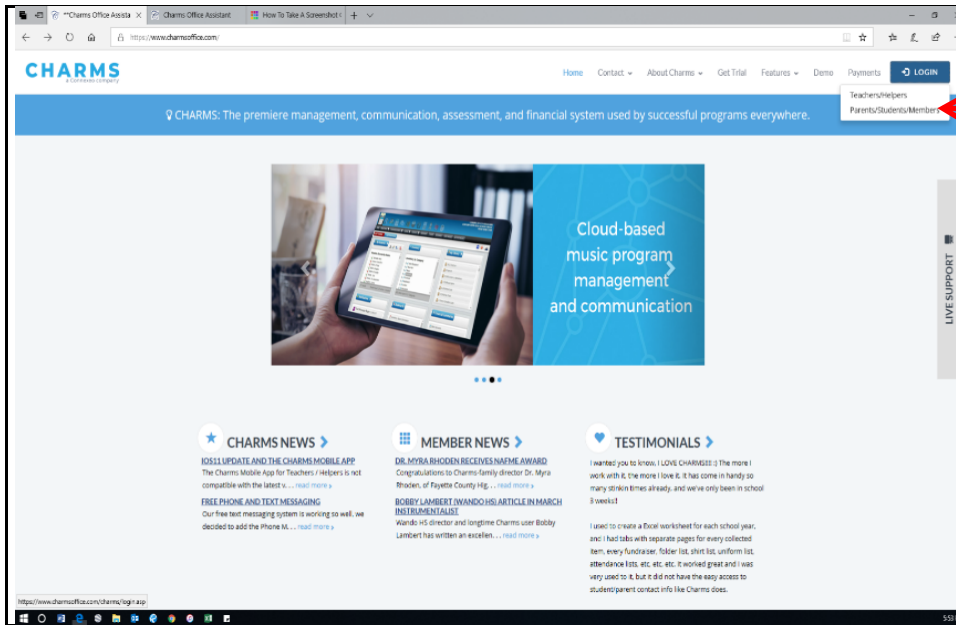 **Charms Office Assista
Charms Office Assistant
How To Take A Screenshot
https://www.charmsoffice.com/
CHARMS
a Connexeo company
Home Contact About Charms Get Trial Features Demo Payments LOGIN
Teachers/Helpers
Parents/Students/Members
CHARMS: The premiere management, communication, assessment, and financial system used by successful programs everywhere.
Cloud-based
music program
management
and communication
LIVE SUPPORT
CHARMS NEWS
IOS11 UPDATE AND THE CHARMS MOBILE APP
The Charms Mobile App for Teachers / Helpers is not
compatible with the latest v. . . read more »
FREE PHONE AND TEXT MESSAGING
Our free text messaging system is working so well, we
decided to add the Phone M. . . read more »
MEMBER NEWS
DR. MYRA RHODEN RECEIVES NAFME AWARD
Congratulations to Charms-family director Dr. Myra
Rhoden, of Fayette County Hig. . . read more »
BOBBY LAMBERT (WANDO HS) ARTICLE IN MARCH
INSTRUMENTALIST
Wando HS director and longtime Charms user Bobby
Lambert has written an excellen. . . read more »
TESTIMONIALS
I wanted you to know, I LOVE CHARMS!!! :) The more I
work with it, the more I love it. It has come in handy so
many stinkin times already, and we've only been in school
3 weeks!!
I used to create a Excel worksheet for each school year,
and I had tabs with separate pages for every collected
item, every fundraiser, folder list, shirt list, uniform list,
attendance lists, etc, etc, etc. It worked great and I was
very used to it, but it did not have the easy access to
student/parent contact info like Charms does.
https://www.charmsoffice.com/charms/login.asp
5:53